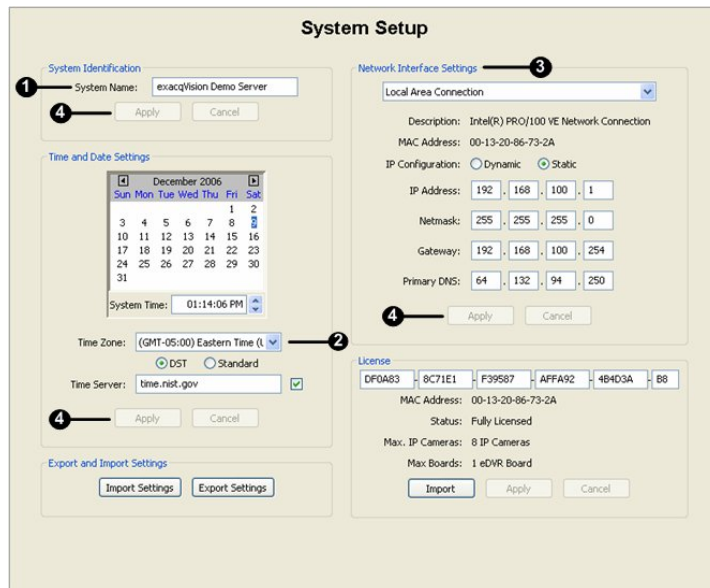 System Setup
System Identification
1
System Name: exacqVision Demo Server
4
Apply Cancel
Time and Date Settings
December 2006
Sun Mon Tue Wed Thu Fri Sat
1 2
3 4 5 6 7 8 9
10 11 12 13 14 15 16
17 18 19 20 21 22 23
24 25 26 27 28 29 30
31
System Time: 01:14:06 PM
Time Zone: (GMT-05:00) Eastern Time (U
2
DST Standard
Time Server: time.nist.gov
4
Apply Cancel
Export and Import Settings
Import Settings Export Settings
Network Interface Settings
3
Local Area Connection
Description: Intel(R) PRO/100 VE Network Connection
MAC Address: 00-13-20-86-73-2A
IP Configuration: Dynamic Static
IP Address: 192 . 168 . 100 . 1
Netmask: 255 . 255 . 255 . 0
Gateway: 192 . 168 . 100 . 254
Primary DNS: 64 . 132 . 94 . 250
4
Apply Cancel
License
DF0A83 - 8C71E1 - F39587 - AFFA92 - 4B4D3A - B8
MAC Address: 00-13-20-86-73-2A
Status: Fully Licensed
Max. IP Cameras: 8 IP Cameras
Max Boards: 1 eDVR Board
Import Apply Cancel